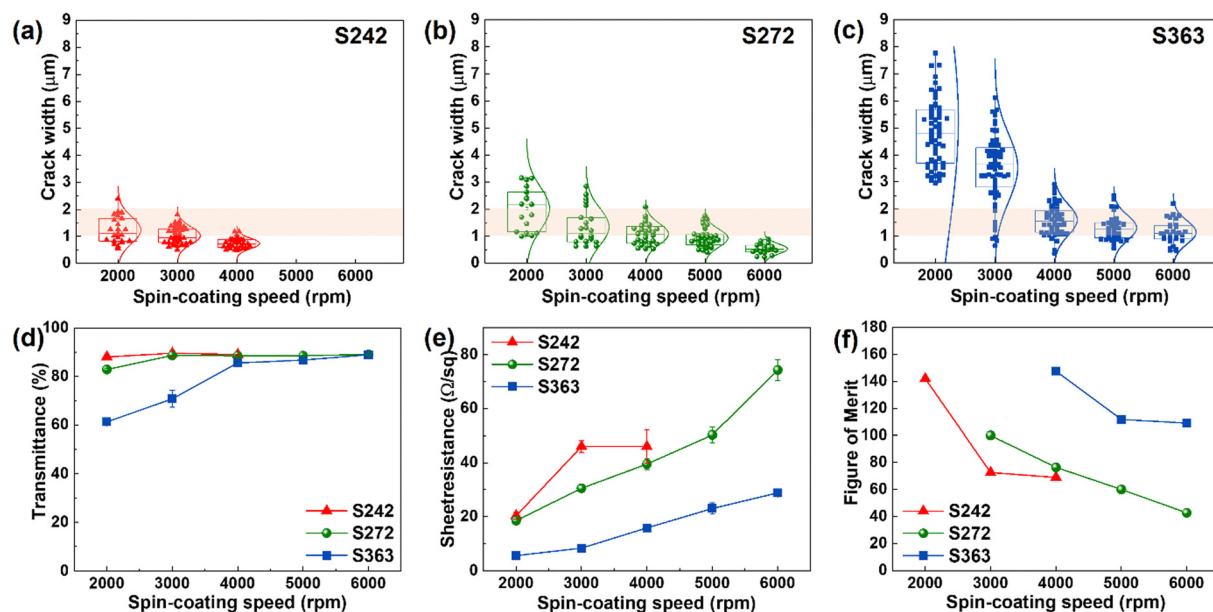 (a)
S242
Crack width (μm)
9
8
7
6
5
4
3
2
1
0
2000 3000 4000 5000 6000
Spin-coating speed (rpm)
(b)
S272
Crack width (μm)
9
8
7
6
5
4
3
2
1
0
2000 3000 4000 5000 6000
Spin-coating speed (rpm)
(c)
S363
Crack width (μm)
9
8
7
6
5
4
3
2
1
0
2000 3000 4000 5000 6000
Spin-coating speed (rpm)
(d)
Transmittance (%)
100
80
60
40
20
0
S242
S272
S363
2000 3000 4000 5000 6000
Spin-coating speed (rpm)
(e)
Sheetresistance (Ω/sq)
80
60
40
20
0
S242
S272
S363
2000 3000 4000 5000 6000
Spin-coating speed (rpm)
(f)
Figure of Merit
180
160
140
120
100
80
60
40
20
0
S242
S272
S363
2000 3000 4000 5000 6000
Spin-coating speed (rpm)